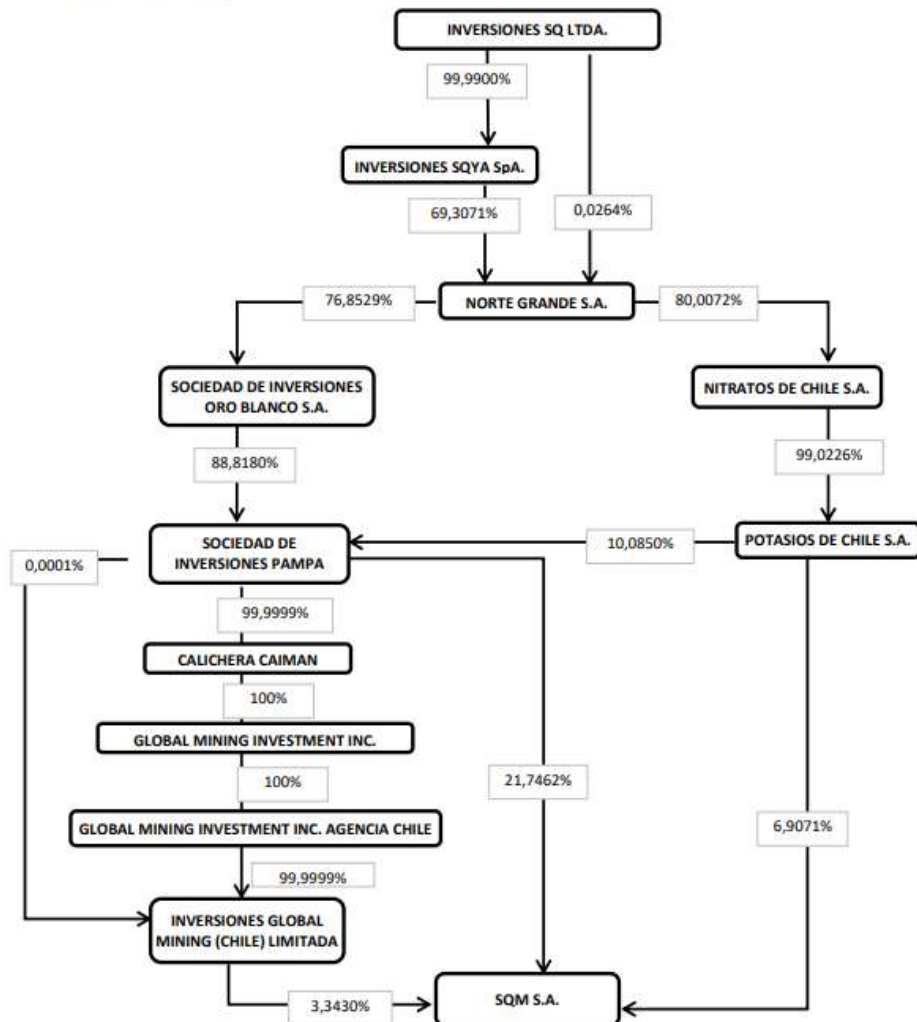 INVERSIONES SQ LTDA.
99,9900%
INVERSIONES SQYA SpA.
69,3071%
0,0264%
76,8529%
NORTE GRANDE S.A.
80,0072%
SOCIEDAD DE INVERSIONES
ORO BLANCO S.A.
NITRATOS DE CHILE S.A.
88,8180%
99,0226%
SOCIEDAD DE
INVERSIONES PAMPA
10,0850%
POTASIOS DE CHILE S.A.
0,0001%
99,9999%
CALICHERA CAIMAN
100%
GLOBAL MINING INVESTMENT INC.
100%
21,7462%
GLOBAL MINING INVESTMENT INC. AGENCIA CHILE
6,9071%
99,9999%
INVERSIONES GLOBAL
MINING (CHILE) LIMITADA
3,3430%
SQM S.A.